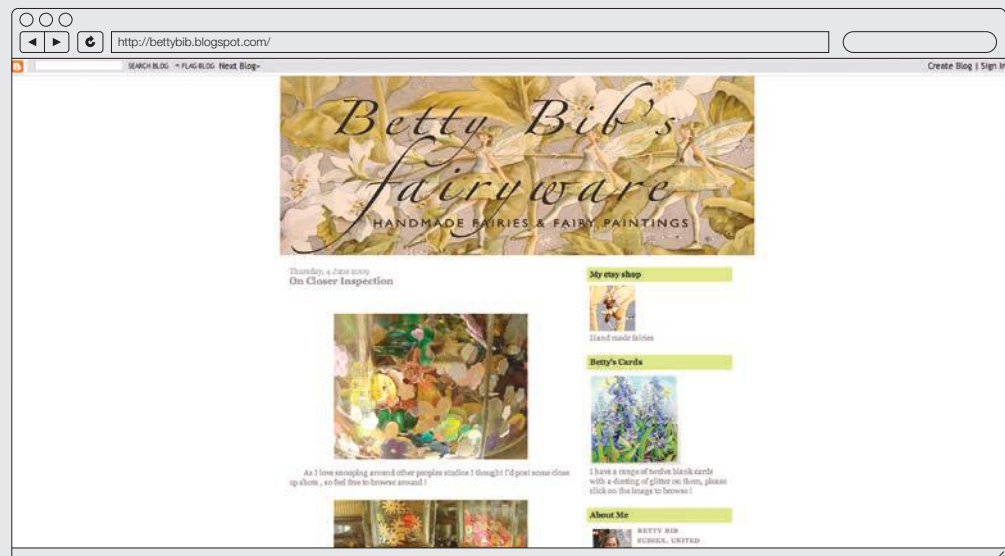 http://bettybib.blogspot.com/
SEARCH BLOG FLAG BLOG Next Blog»
Create Blog | Sign In
Betty Bib's
fairyware
HANDMADE FAIRIES & FAIRY PAINTINGS
Thursday, 4 June 2009
On Closer Inspection
As I love snooping around other peoples studios I thought I'd post some close
up shots , so feel free to browse around !
My etsy shop
Hand made fairies
Betty's Cards
I have a range of twelve blank cards
with a dusting of glitter on them, please
click on the image to browse !
About Me
BETTY BIB
SUSSEX, UNITED